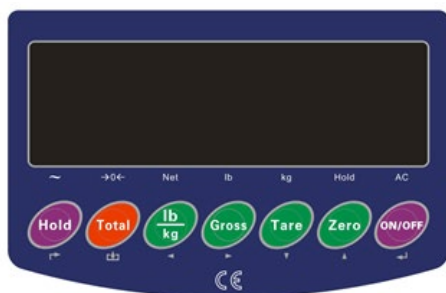 ~ →0← Net lb kg Hold AC
Hold Total lb/kg Gross Tare Zero ON/OFF
CE